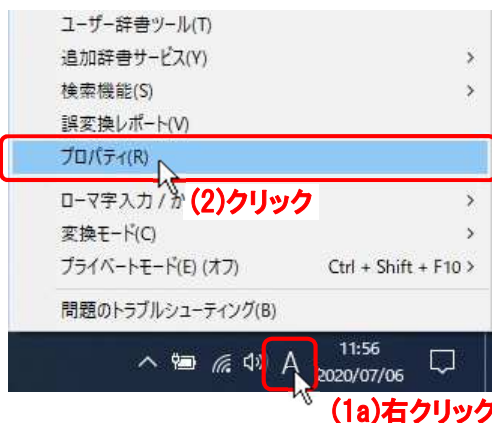 ユーザー辞書ツール(T)
追加辞書サービス(Y) >
検索機能(S) >
誤変換レポート(V)
プロパティ(R)
(2)クリック
ローマ字入力 / か >
変換モード(C) >
プライベートモード(E) (オフ) Ctrl + Shift + F10 >
問題のトラブルシューティング(B)
A
11:56
2020/07/06
(1a)右クリック